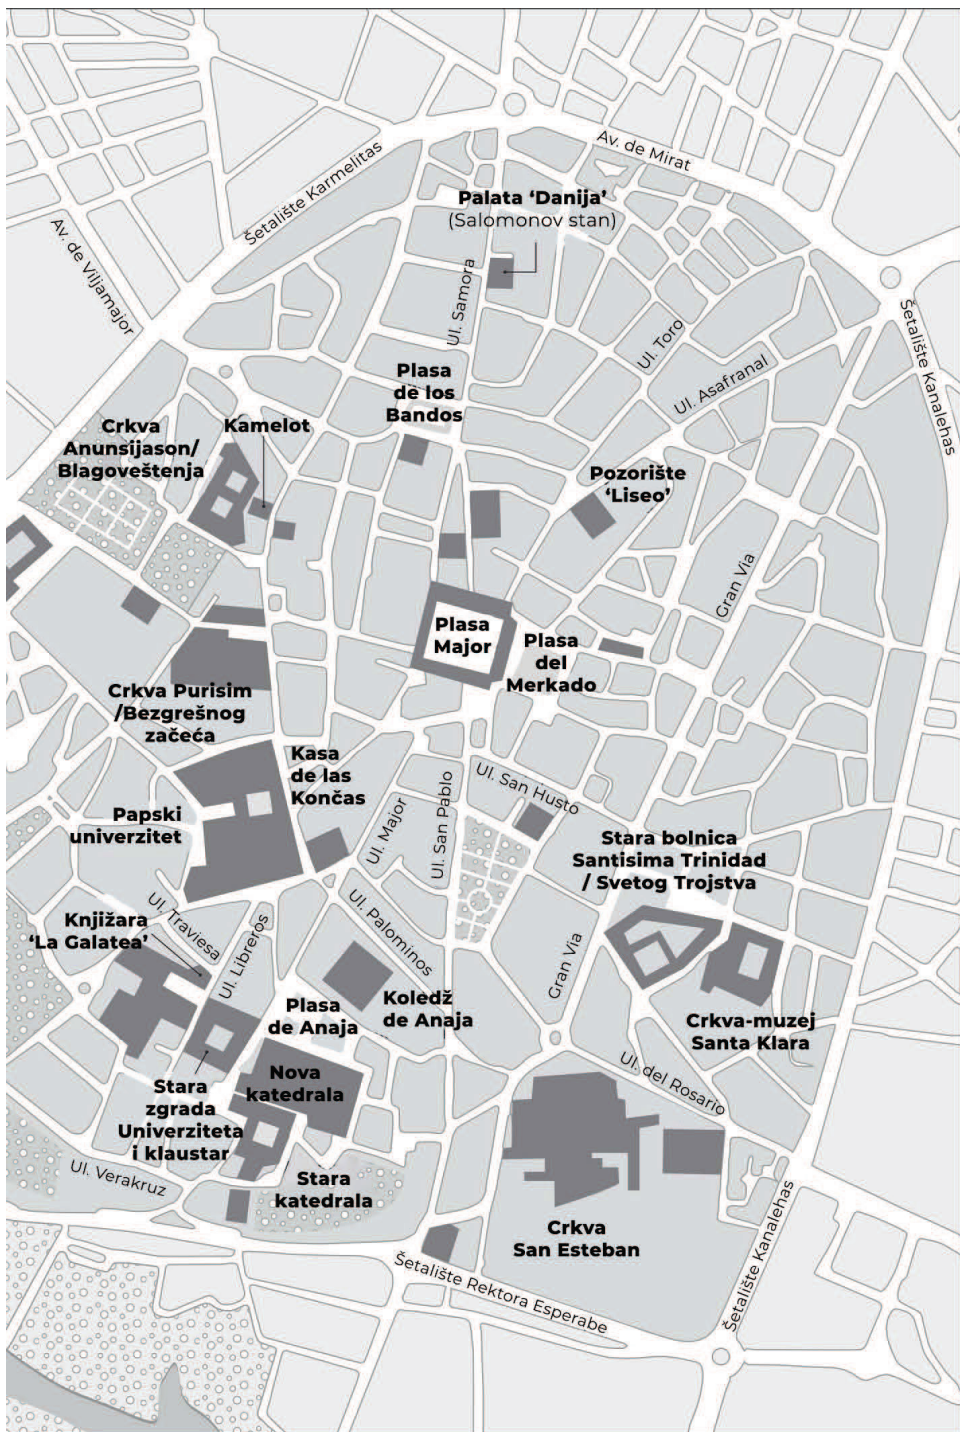 Av. de Mirat
Šetalište Karmelitas
Palata ‘Danija’
(Salomonov stan)
Av. de Viljamajor
Ul. Samora
Ul. Toro
Šetalište Kanalehas
Ul. Asafranal
Plasa
de los
Bandos
Crkva
Anunsijason/
Blagoveštenja
Kamelot
Pozorište
‘Liseo’
Gran Via
Plasa
Major
Plasa
del
Merkado
Crkva Purisim
/Bezgrešnog
začeća
Kasa
de las
Končas
Ul. San Husto
Ul. Major
Ul. San Pablo
Papski
univerzitet
Stara bolnica
Santisima Trinidad
/ Svetog Trojstva
Knjižara
‘La Galatea’
Ul. Traviesa
Ul. Libreros
Ul. Palominos
Gran Via
Plasa
de Anaja
Koledž
de Anaja
Crkva-muzej
Santa Klara
Nova
katedrala
Ul. del Rosario
Stara
zgrada
Univerziteta
i klaustar
Ul. Verakruz
Stara
katedrala
Crkva
San Esteban
Šetalište Kanalehas
Šetalište Rektora Esperabe